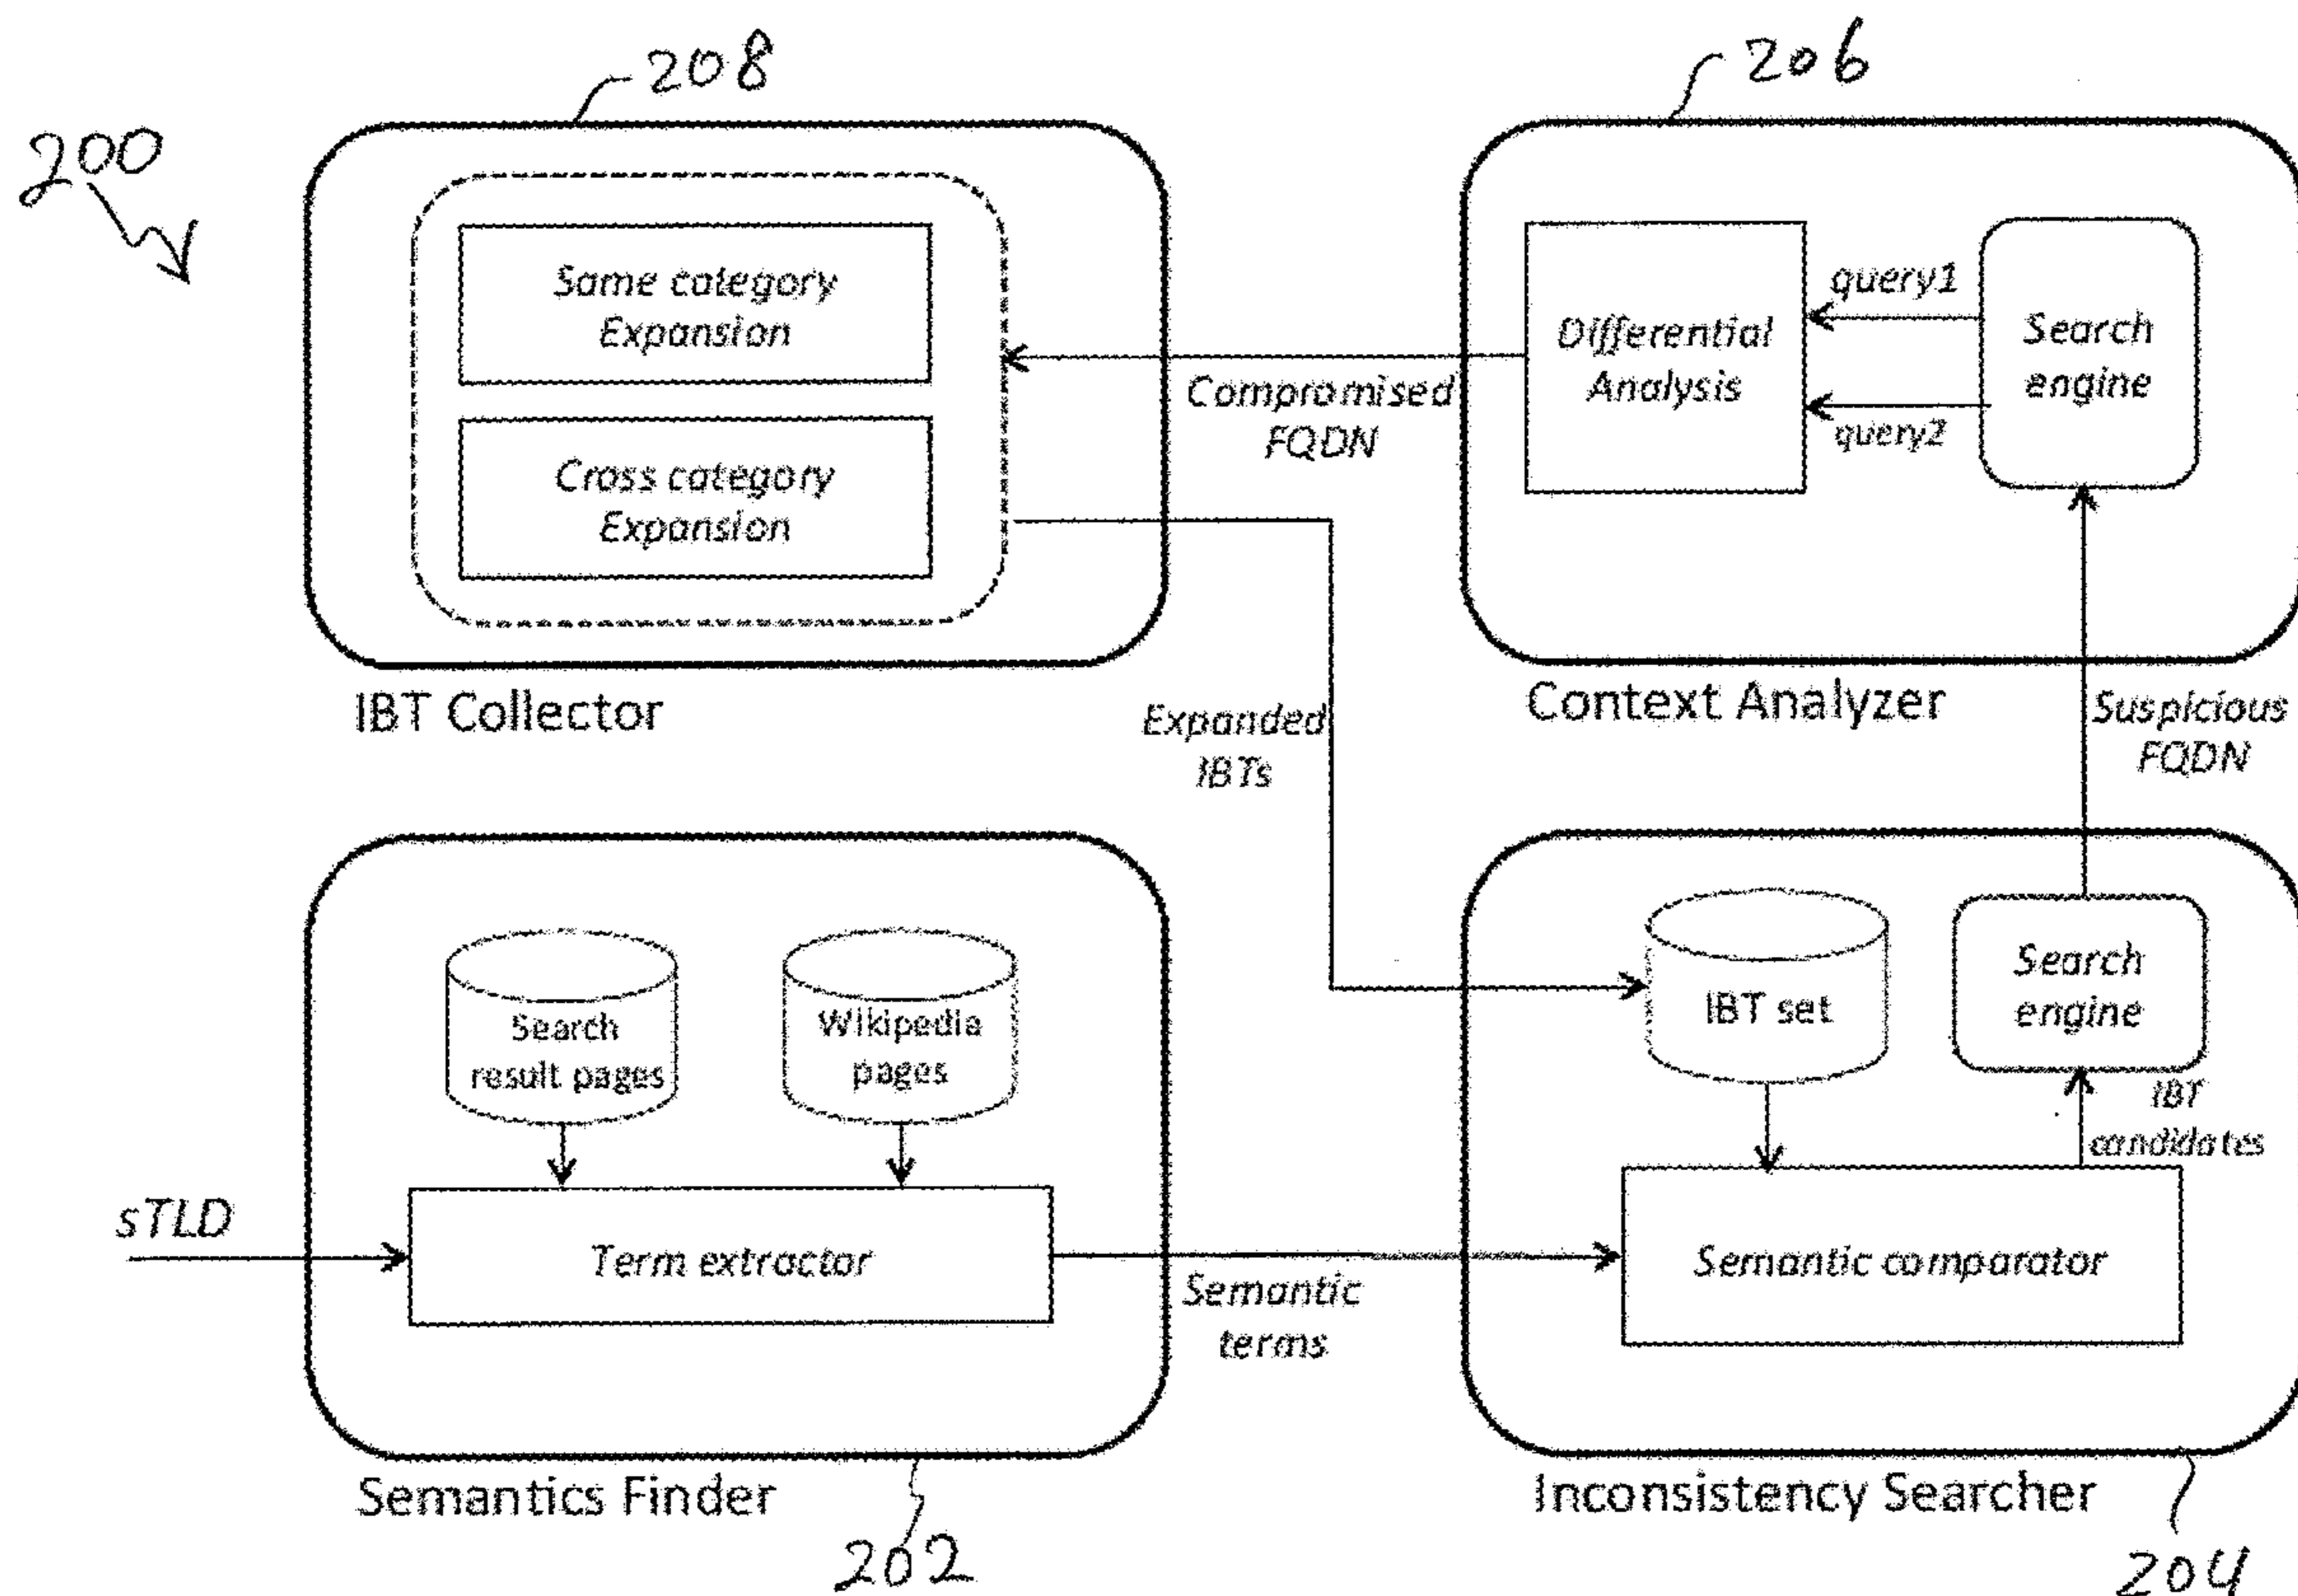 208
206
200
Same category
Expansion
Cross category
Expansion
Compromised
FQDN
Differential
Analysis
query1
query2
Search
engine
IBT Collector
Context Analyzer
Expanded
IBTs
Suspicious
FQDN
Search
result pages
Wikipedia
pages
IBT set
Search
engine
IBT
candidates
sTLD
Term extractor
Semantic
terms
Semantic comparator
Semantics Finder
Inconsistency Searcher
202
204